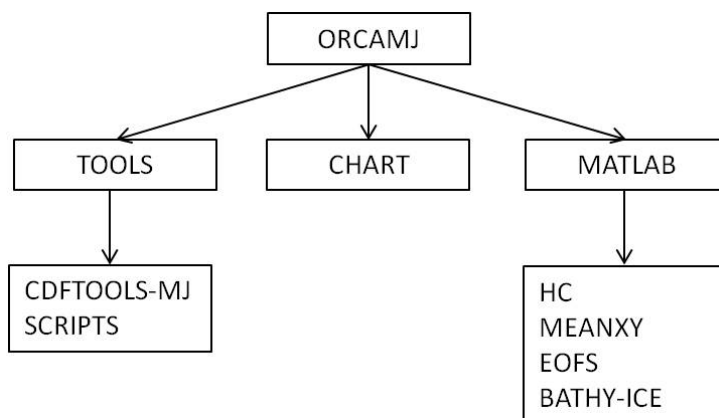 ORCAMJ
TOOLS
CHART
MATLAB
CDFTOOLS-MJ
SCRIPTS
HC
MEANXY
EOFS
BATHY-ICE